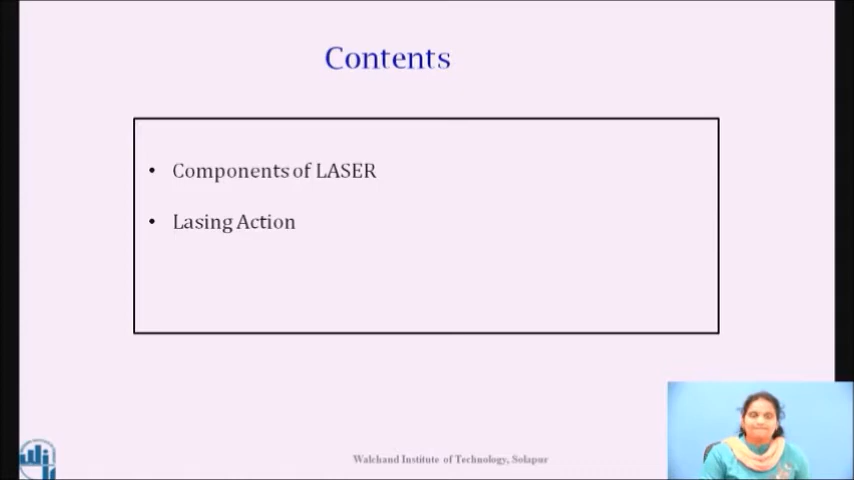 Contents
• Components of LASER
• Lasing Action
Walchand Institute of Technology, Solapur